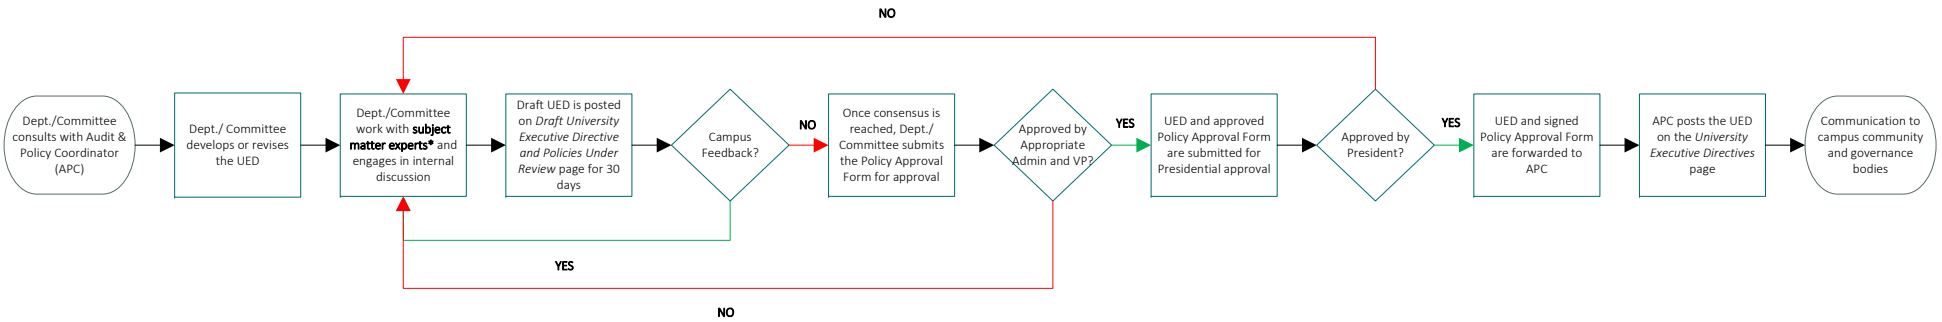 NO
Dept./Committee
consults with Audit &
Policy Coordinator
(APC)
Dept./ Committee
develops or revises
the UED
Dept./Committee
work with subject
matter experts* and
engages in internal
discussion
Draft UED is posted
on Draft University
Executive Directive
and Policies Under
Review page for 30
days
Campus
Feedback?
NO
Once consensus is
reached, Dept./
Committee submits
the Policy Approval
Form for approval
Approved by
Appropriate
Admin and VP?
YES
UED and approved
Policy Approval Form
are submitted for
Presidential approval
Approved by
President?
YES
UED and signed
Policy Approval Form
are forwarded to
APC
APC posts the UED
on the University
Executive Directives
page
Communication to
campus community
and governance
bodies
YES
NO